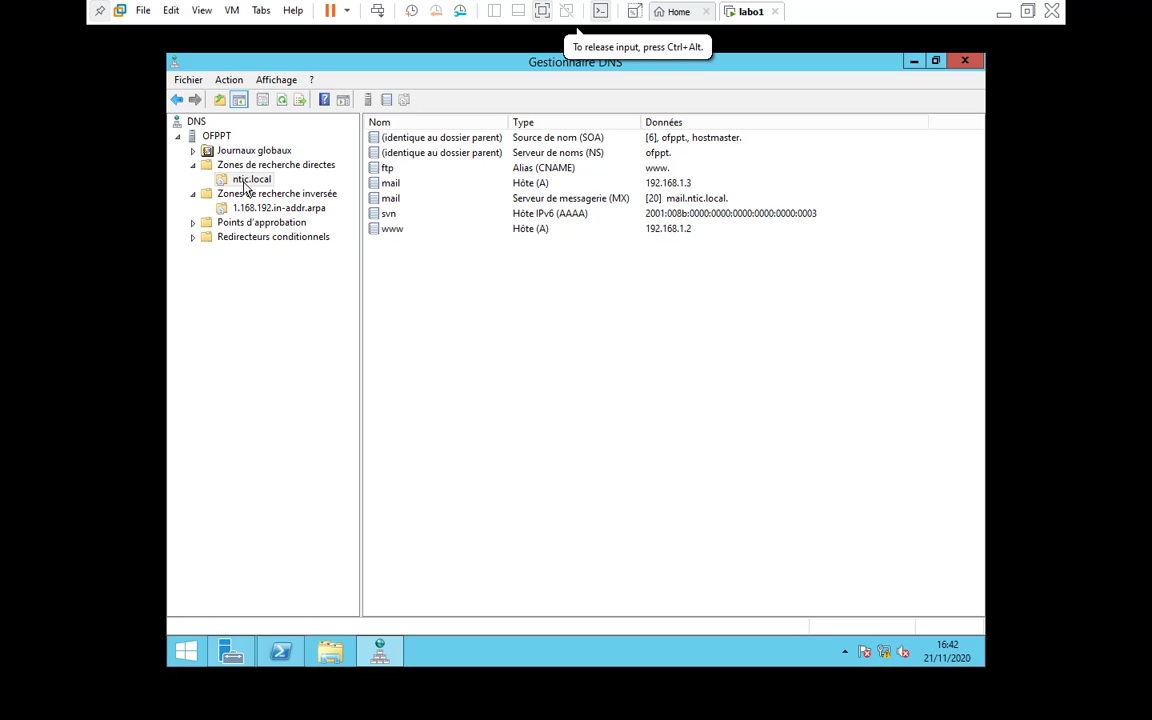 File Edit View VM Tabs Help Home labo1
To release input, press Ctrl+Alt.
Gestionnaire DNS
Fichier Action Affichage ?
DNS
OFPPT
Journaux globaux
Zones de recherche directes
ntic.local
Zones de recherche inversée
1.168.192.in-addr.arpa
Points d'approbation
Redirecteurs conditionnels
Nom Type Données
(identique au dossier parent) Source de nom (SOA) [6], ofppt., hostmaster.
(identique au dossier parent) Serveur de noms (NS) ofppt.
ftp Alias (CNAME) www.
mail Hôte (A) 192.168.1.3
mail Serveur de messagerie (MX) [20] mail.ntic.local.
svn Hôte IPv6 (AAAA) 2001:008b:0000:0000:0000:0000:0000:0003
www Hôte (A) 192.168.1.2
16:42
21/11/2020